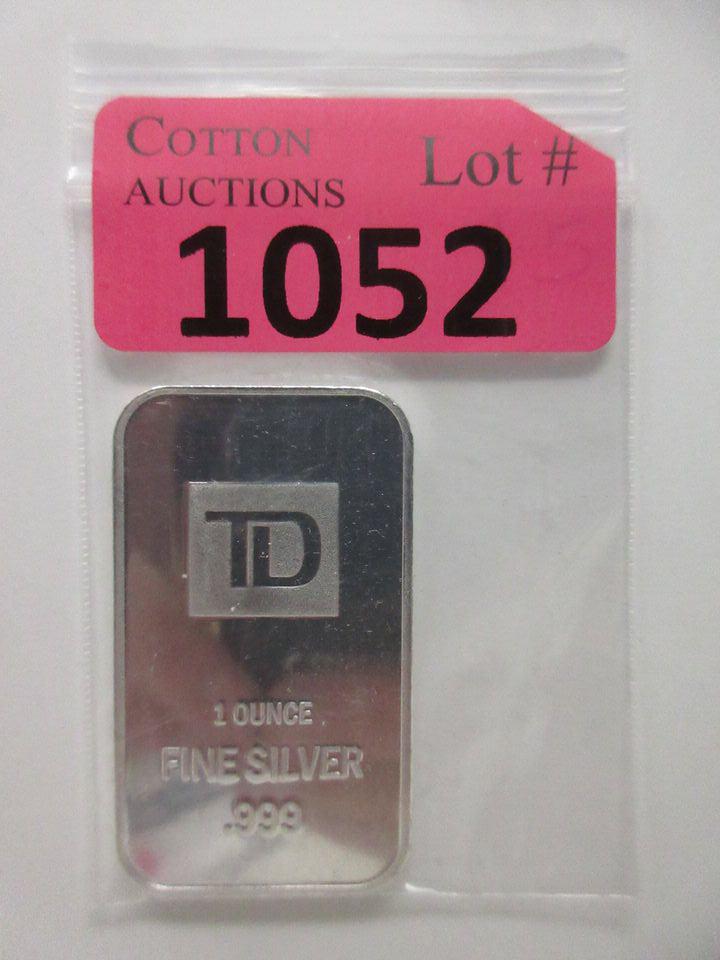 COTTON
AUCTIONS
Lot #
1052
TD
1 OUNCE
FINE SILVER
.999